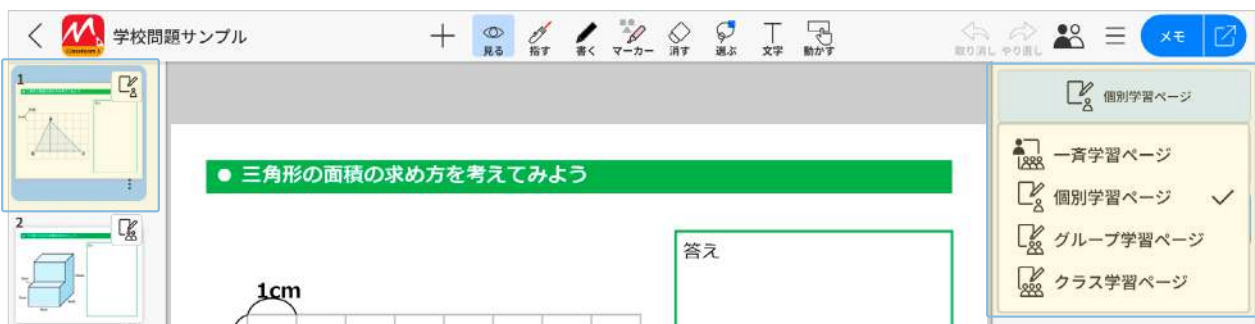 学校問題サンプル
見る 指す 書く マーカー 消す 選ぶ 文字 動かす
取り消し やり直し
メモ
1
2
● 三角形の面積の求め方を考えてみよう
答え
1cm
個別学習ページ
一斉学習ページ
個別学習ページ
グループ学習ページ
クラス学習ページ